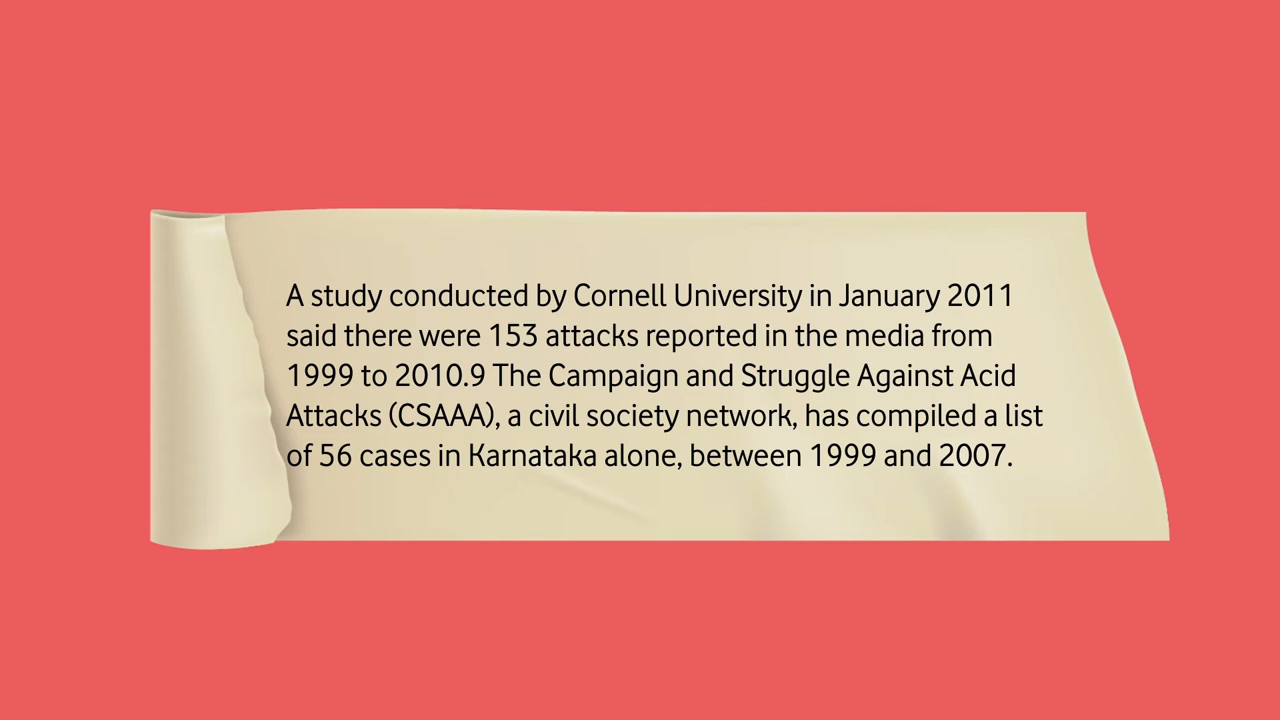 A study conducted by Cornell University in January 2011
said there were 153 attacks reported in the media from
1999 to 2010.9 The Campaign and Struggle Against Acid
Attacks (CSAAA), a civil society network, has compiled a list
of 56 cases in Karnataka alone, between 1999 and 2007.